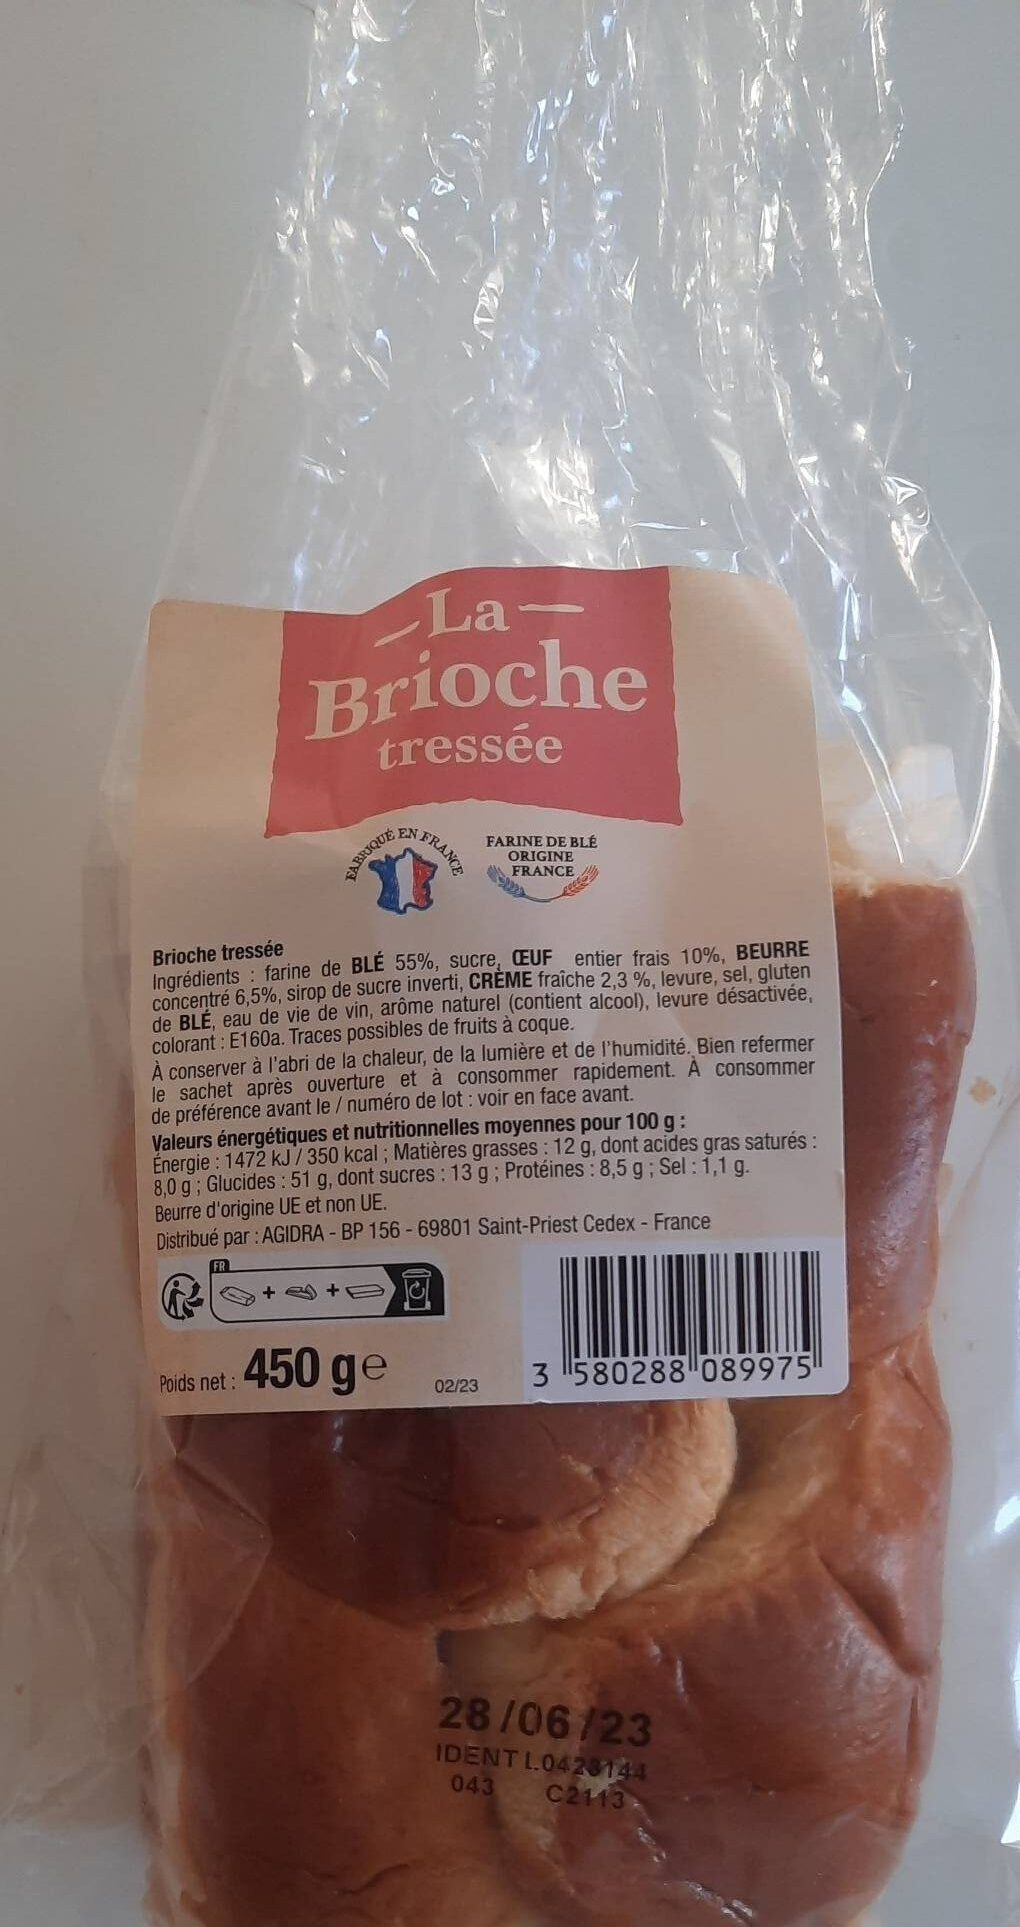 La
Brioche
tressée
FABRIQUÉ EN FRANCE
FARINE DE BLÉ
ORIGINE
FRANCE
Brioche tressée
Ingrédients : farine de BLÉ 55%, sucre, ŒUF entier frais 10%, BEURRE
concentré 6,5%, sirop de sucre inverti, CRÈME fraîche 2,3 %, levure, sel, gluten
de BLÉ, eau de vie de vin, arôme naturel (contient alcool), levure désactivée,
colorant : E160a. Traces possibles de fruits à coque.
À conserver à l'abri de la chaleur, de la lumière et de l'humidité. Bien refermer
le sachet après ouverture et à consommer rapidement. À consommer
de préférence avant le / numéro de lot : voir en face avant.
Valeurs énergétiques et nutritionnelles moyennes pour 100 g :
Énergie : 1472 kJ / 350 kcal ; Matières grasses : 12 g, dont acides gras saturés :
8,0 g ; Glucides : 51 g, dont sucres : 13 g ; Protéines : 8,5 g ; Sel : 1,1 g.
Beurre d'origine UE et non UE.
Distribué par : AGIDRA - BP 156 - 69801 Saint-Priest Cedex - France
FR
+ +
Poids net : 450 g e
02/23
3 580288 089975
28/06/23
IDENT L0423144
043 C2113